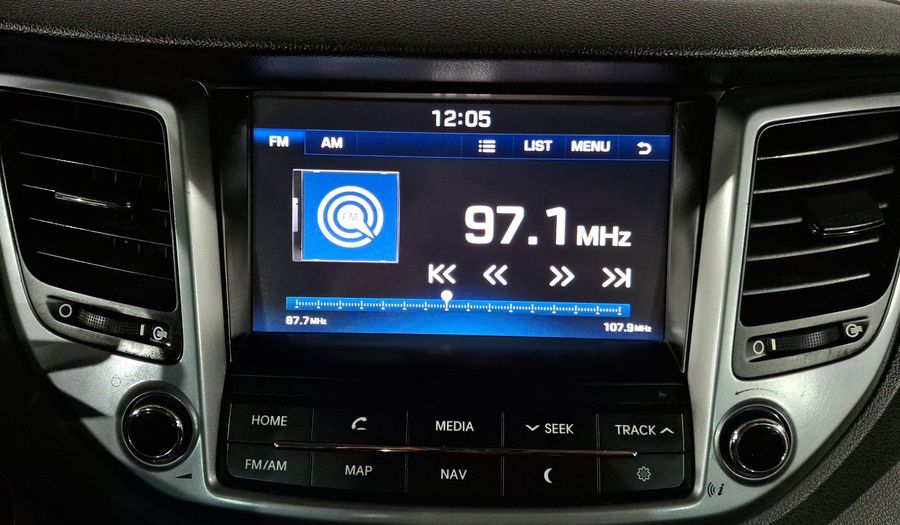 12:05
FM AM LIST MENU
FM
97.1 MHz
87.7 MHz 107.9 MHz
HOME MEDIA SEEK TRACK
FM/AM MAP NAV
i